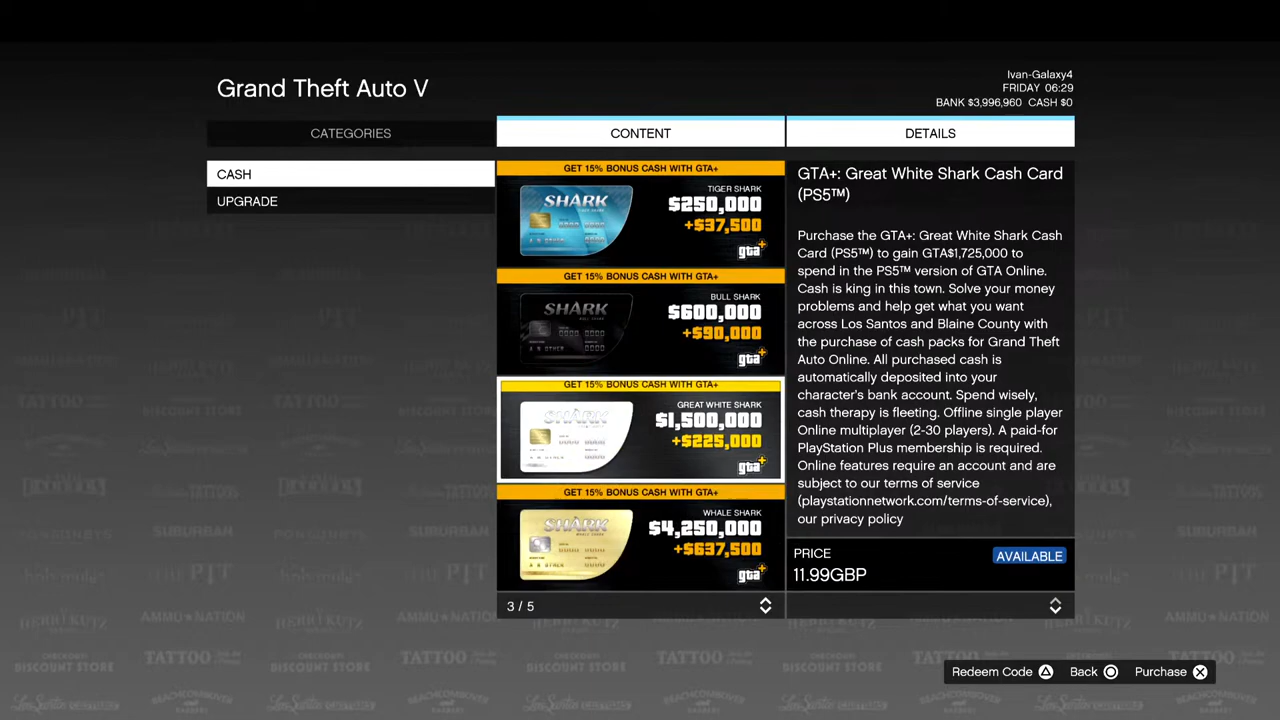 Grand Theft Auto V
Ivan-Galaxy4
FRIDAY 06:29
BANK $3,996,960 CASH $0
CATEGORIES
CONTENT
DETAILS
CASH
UPGRADE
GET 15% BONUS CASH WITH GTA+
SHARK
TIGER SHARK
$250,000
+$37,500
gta+
GET 15% BONUS CASH WITH GTA+
SHARK
BULL SHARK
$600,000
+$90,000
gta+
GET 15% BONUS CASH WITH GTA+
SHARK
GREAT WHITE SHARK
$1,500,000
+$225,000
gta+
GET 15% BONUS CASH WITH GTA+
SHARK
WHALE SHARK
$4,250,000
+$637,500
gta+
3 / 5
GTA+: Great White Shark Cash Card
(PS5™)
Purchase the GTA+: Great White Shark Cash
Card (PS5™) to gain GTA$1,725,000 to
spend in the PS5™ version of GTA Online.
Cash is king in this town. Solve your money
problems and help get what you want
across Los Santos and Blaine County with
the purchase of cash packs for Grand Theft
Auto Online. All purchased cash is
automatically deposited into your
character's bank account. Spend wisely,
cash therapy is fleeting. Offline single player
Online multiplayer (2-30 players). A paid-for
PlayStation Plus membership is required.
Online features require an account and are
subject to our terms of service
(playstationnetwork.com/terms-of-service),
our privacy policy
PRICE
AVAILABLE
11.99GBP
Redeem Code
Back
Purchase